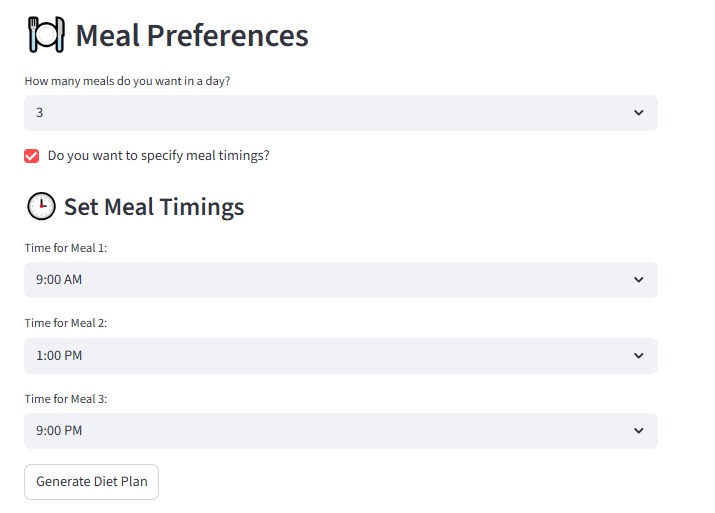 Meal Preferences
How many meals do you want in a day?
3
Do you want to specify meal timings?
Set Meal Timings
Time for Meal 1:
9:00 AM
Time for Meal 2:
1:00 PM
Time for Meal 3:
9:00 PM
Generate Diet Plan